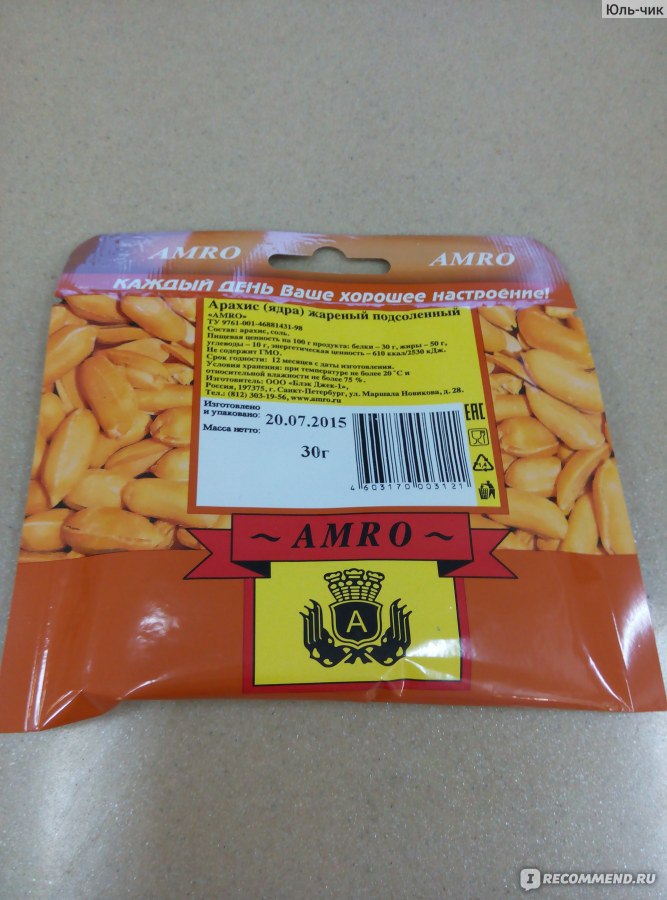 Юль-чик
AMRO AMRO
КАЖДЫЙ ДЕНЬ Ваше хорошее настроение!
Арахис (ядра) жареный подсоленный
«AMRO»
ТУ 9761-001-46881431-98
Состав: арахис, соль.
Пищевая ценность на 100 г продукта: белки – 30 г, жиры – 50 г,
углеводы – 10 г, энергетическая ценность – 610 ккал/2530 кДж.
Не содержит ГМО.
Срок годности: 12 месяцев с даты изготовления.
Условия хранения: при температуре не более 20˚С и
относительной влажности не более 75 %.
Изготовитель: ООО «Блэк Джек-1»,
Россия, 197375, г. Санкт-Петербург, ул. Маршала Новикова, д. 28.
Тел.: (812) 303-19-56, www.amro.ru
Изготовлено
и упаковано: 20.07.2015
Масса нетто:
30г
EAC
4 603170 003121
~ AMRO ~
A
IRECOMMEND.RU